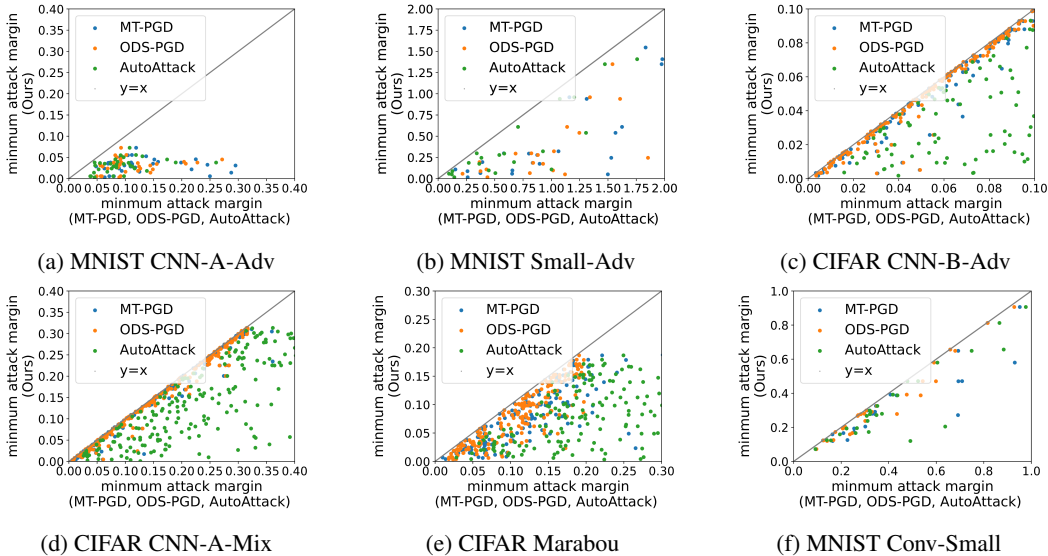 0.40
0.35
0.30
0.25
0.20
0.15
0.10
0.05
0.00
minmum attack margin
(Ours)
MT-PGD
ODS-PGD
AutoAttack
y=x
0.00 0.05 0.10 0.15 0.20 0.25 0.30 0.35 0.40
minmum attack margin
(MT-PGD, ODS-PGD, AutoAttack)
(a) MNIST CNN-A-Adv
2.00
1.75
1.50
1.25
1.00
0.75
0.50
0.25
0.00
minmum attack margin
(Ours)
MT-PGD
ODS-PGD
AutoAttack
y=x
0.00 0.25 0.50 0.75 1.00 1.25 1.50 1.75 2.00
minmum attack margin
(MT-PGD, ODS-PGD, AutoAttack)
(b) MNIST Small-Adv
0.10
0.08
0.06
0.04
0.02
0.00
minmum attack margin
(Ours)
MT-PGD
ODS-PGD
AutoAttack
y=x
0.00 0.02 0.04 0.06 0.08 0.10
minmum attack margin
(MT-PGD, ODS-PGD, AutoAttack)
(c) CIFAR CNN-B-Adv
0.40
0.35
0.30
0.25
0.20
0.15
0.10
0.05
0.00
minmum attack margin
(Ours)
MT-PGD
ODS-PGD
AutoAttack
y=x
0.00 0.05 0.10 0.15 0.20 0.25 0.30 0.35 0.40
minmum attack margin
(MT-PGD, ODS-PGD, AutoAttack)
(d) CIFAR CNN-A-Mix
0.30
0.25
0.20
0.15
0.10
0.05
0.00
minmum attack margin
(Ours)
MT-PGD
ODS-PGD
AutoAttack
y=x
0.00 0.05 0.10 0.15 0.20 0.25 0.30
minmum attack margin
(MT-PGD, ODS-PGD, AutoAttack)
(e) CIFAR Marabou
1.0
0.8
0.6
0.4
0.2
0.0
minmum attack margin
(Ours)
MT-PGD
ODS-PGD
AutoAttack
y=x
0.0 0.2 0.4 0.6 0.8 1.0
minmum attack margin
(MT-PGD, ODS-PGD, AutoAttack)
(f) MNIST Conv-Small